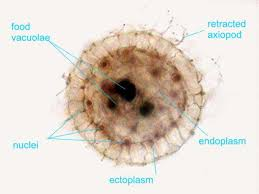 food
vacuolae
retracted
axiopod
nuclei
endoplasm
ectoplasm